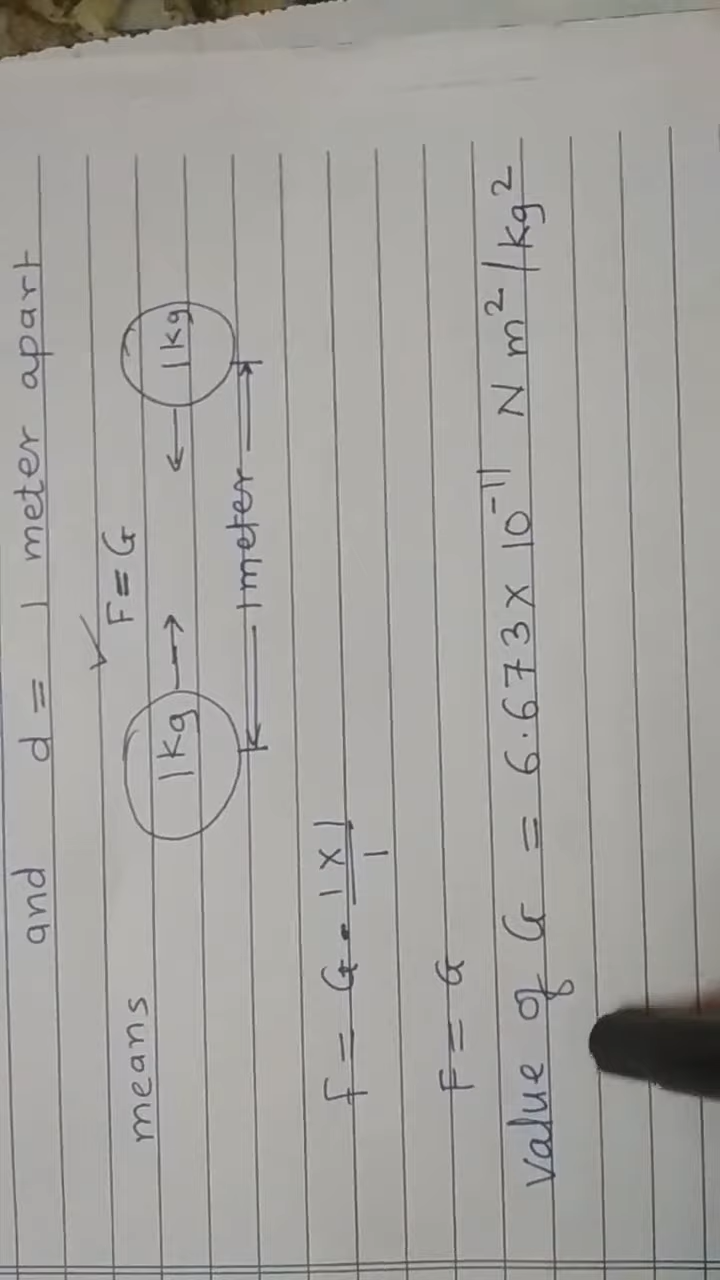 and d = 1 meter apart
means F = G
1kg → ← 1kg
1 meter
f = G · 1 x 1 / 1
F = G
value of G = 6.673 x 10⁻¹¹ N m² / kg²